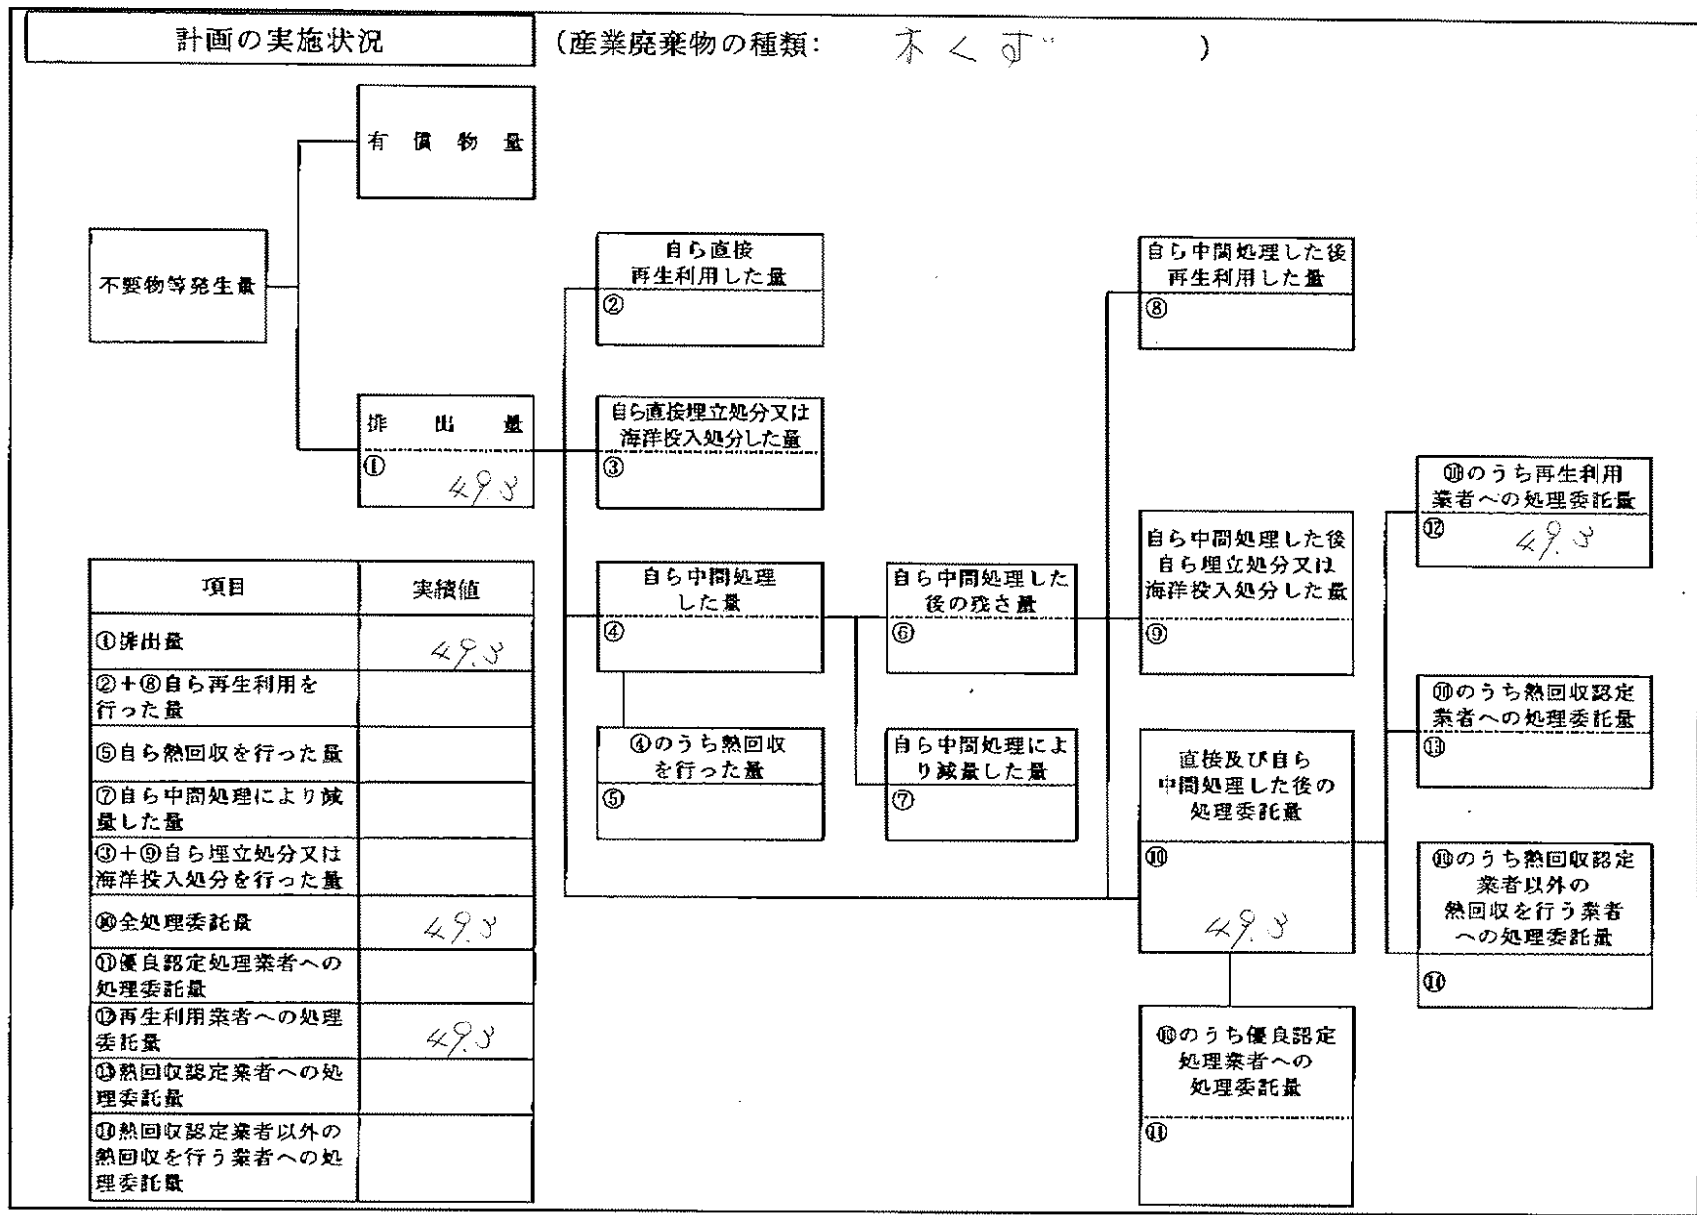 計画の実施状況 (産業廃棄物の種類: 木くず )
有償物量
不要物等発生量
排出量
① 49.3
自ら直接
再生利用した量
②
自ら直接埋立処分又は
海洋投入処分した量
③
自ら中間処理
した量
④
④のうち熱回収
を行った量
⑤
自ら中間処理した
後の残さ量
⑥
自ら中間処理によ
り減量した量
⑦
自ら中間処理した後
再生利用した量
⑧
自ら中間処理した後
自ら埋立処分又は
海洋投入処分した量
⑨
直接及び自ら
中間処理した後の
処理委託量
⑩
49.3
⑩のうち優良認定
処理業者への
処理委託量
⑪
⑩のうち再生利用
業者への処理委託量
⑫ 49.3
⑩のうち熱回収認定
業者への処理委託量
⑬
⑩のうち熱回収認定
業者以外の
熱回収を行う業者
への処理委託量
⑭
項目 実績値
①排出量 49.3
②+⑧自ら再生利用を
行った量
⑤自ら熱回収を行った量
⑦自ら中間処理により減
量した量
③+⑨自ら埋立処分又は
海洋投入処分を行った量
⑩全処理委託量 49.3
⑪優良認定処理業者への
処理委託量
⑫再生利用業者への処理
委託量 49.3
⑬熱回収認定業者への処
理委託量
⑭熱回収認定業者以外の
熱回収を行う業者への処
理委託量